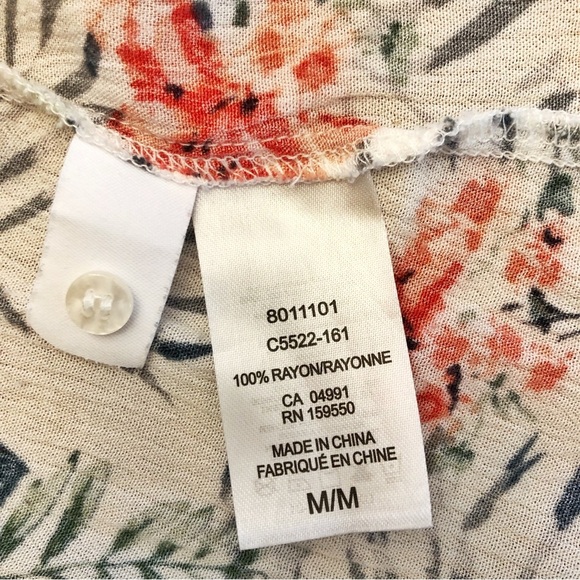 8011101
C5522-161
100% RAYON/RAYONNE
CA 04991
RN 159550
MADE IN CHINA
FABRIQUÉ EN CHINE
M/M